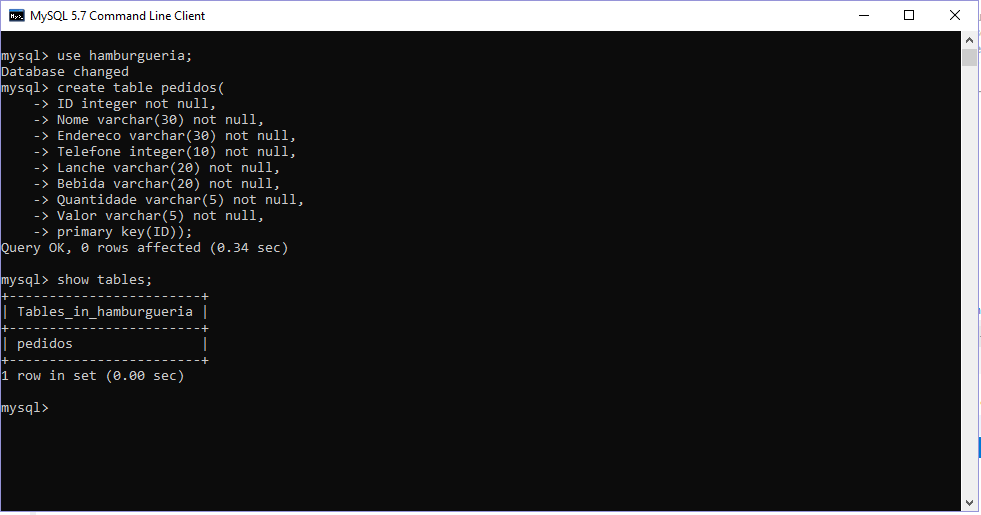 MySQL 5.7 Command Line Client
mysql> use hamburgueria;
Database changed
mysql> create table pedidos(
    -> ID integer not null,
    -> Nome varchar(30) not null,
    -> Endereco varchar(30) not null,
    -> Telefone integer(10) not null,
    -> Lanche varchar(20) not null,
    -> Bebida varchar(20) not null,
    -> Quantidade varchar(5) not null,
    -> Valor varchar(5) not null,
    -> primary key(ID));
Query OK, 0 rows affected (0.34 sec)
mysql> show tables;
+------------------------+
| Tables_in_hamburgueria |
+------------------------+
| pedidos                |
+------------------------+
1 row in set (0.00 sec)
mysql>